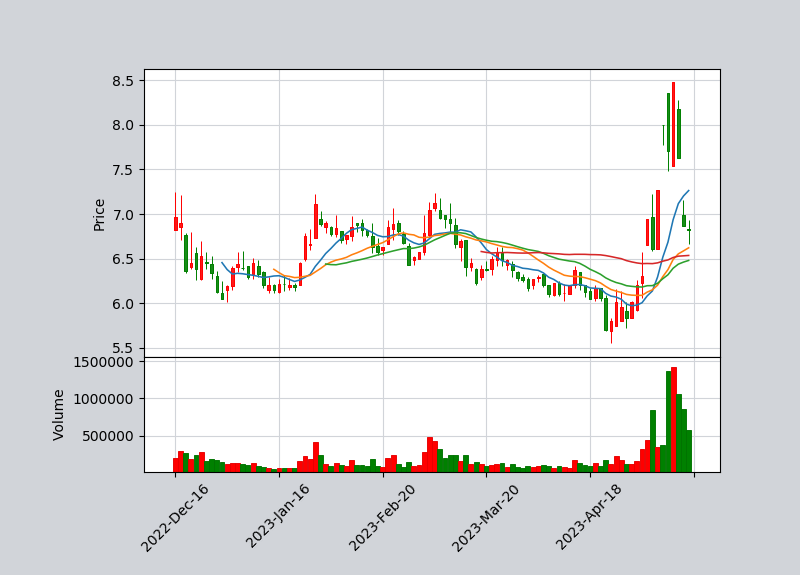 8.5
8.0
7.5
7.0
6.5
6.0
5.5
Price
1500000
1000000
500000
Volume
2022-Dec-16
2023-Jan-16
2023-Feb-20
2023-Mar-20
2023-Apr-18